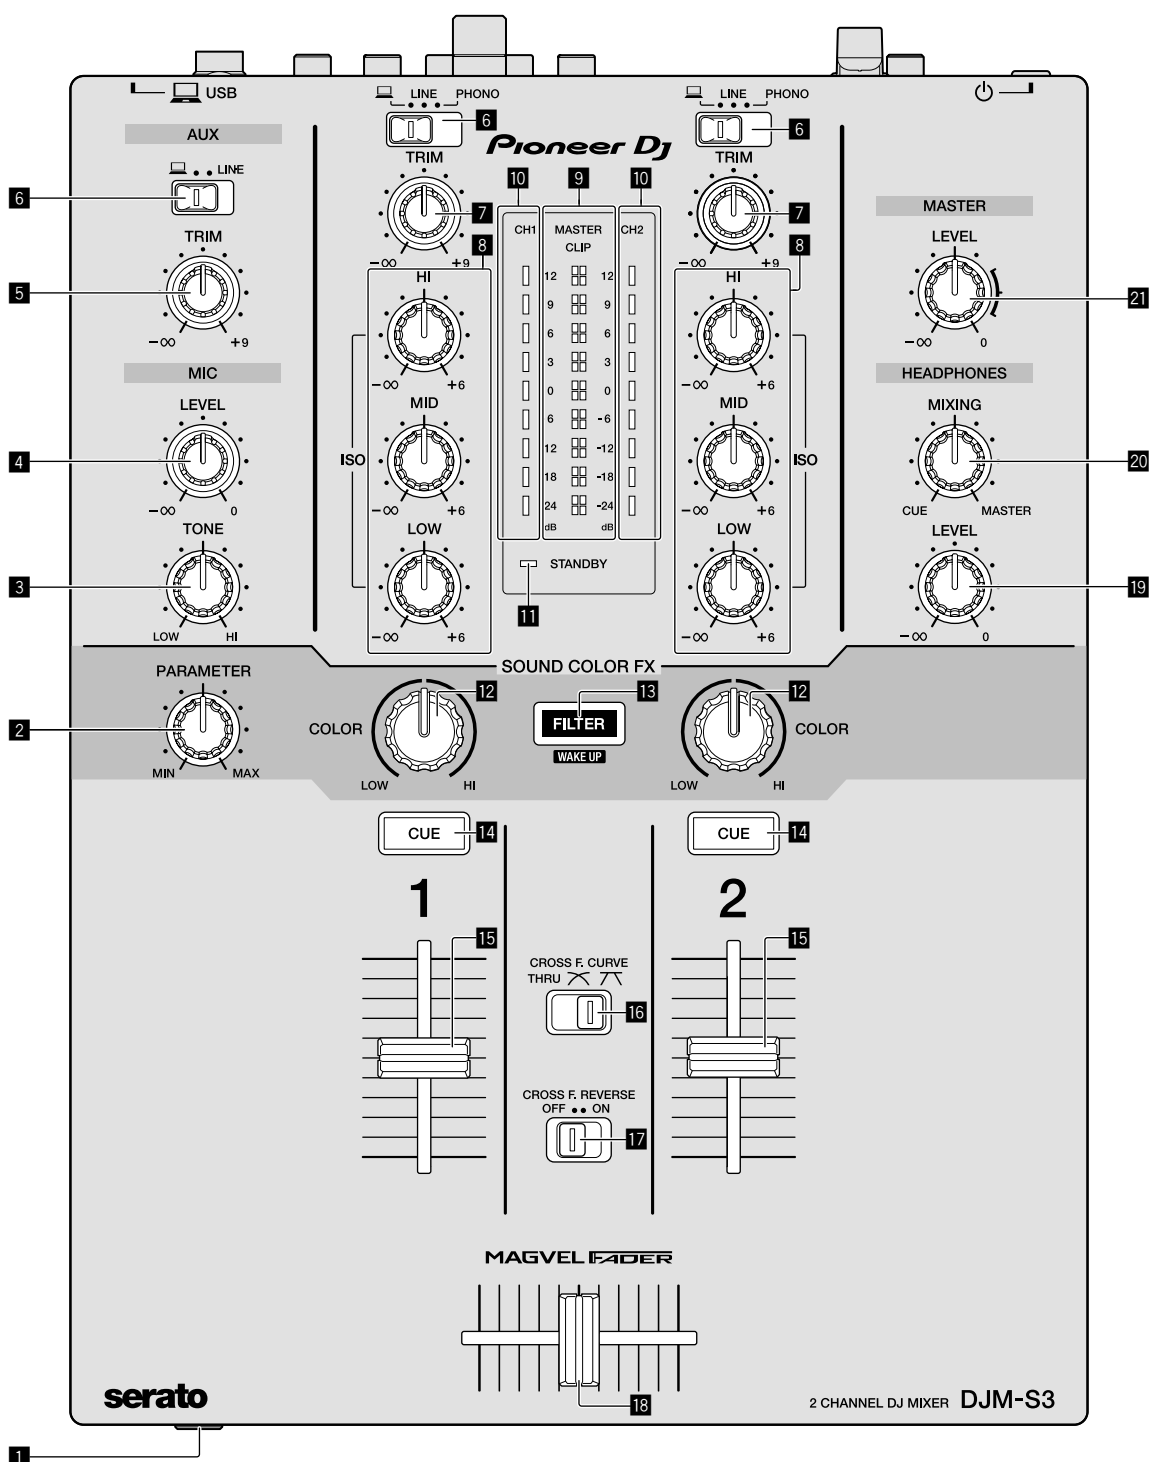 USB
LINE PHONO
LINE PHONO
AUX
6
6
Pioneer Dj
LINE
TRIM
TRIM
10 9 10
6
7
7
MASTER
TRIM
CH1 MASTER CH2
CLIP
8
8
LEVEL
-∞ +9
-∞ +9
HI
HI
12 12
5
21
9 9
-∞ +9
6 6
-∞ 0
MIC
3 3
HEADPHONES
-∞ +6
0 0
-∞ +6
LEVEL
MID
MID
MIXING
6 -6
4
ISO
12 -12
ISO
20
18 -18
-∞ 0
-∞ +6
24 -24
-∞ +6
CUE MASTER
TONE
LOW
dB dB
LOW
LEVEL
STANDBY
3
19
11
LOW HI
-∞ +6
-∞ +6
-∞ 0
SOUND COLOR FX
PARAMETER
12
13
12
2
COLOR
FILTER
COLOR
WAKE UP
MIN MAX
LOW HI
LOW HI
CUE
14
CUE
14
1
2
15
15
CROSS F. CURVE
THRU
16
CROSS F. REVERSE
OFF ON
17
MAGVEL FADER
serato
18
2 CHANNEL DJ MIXER DJM-S3
1